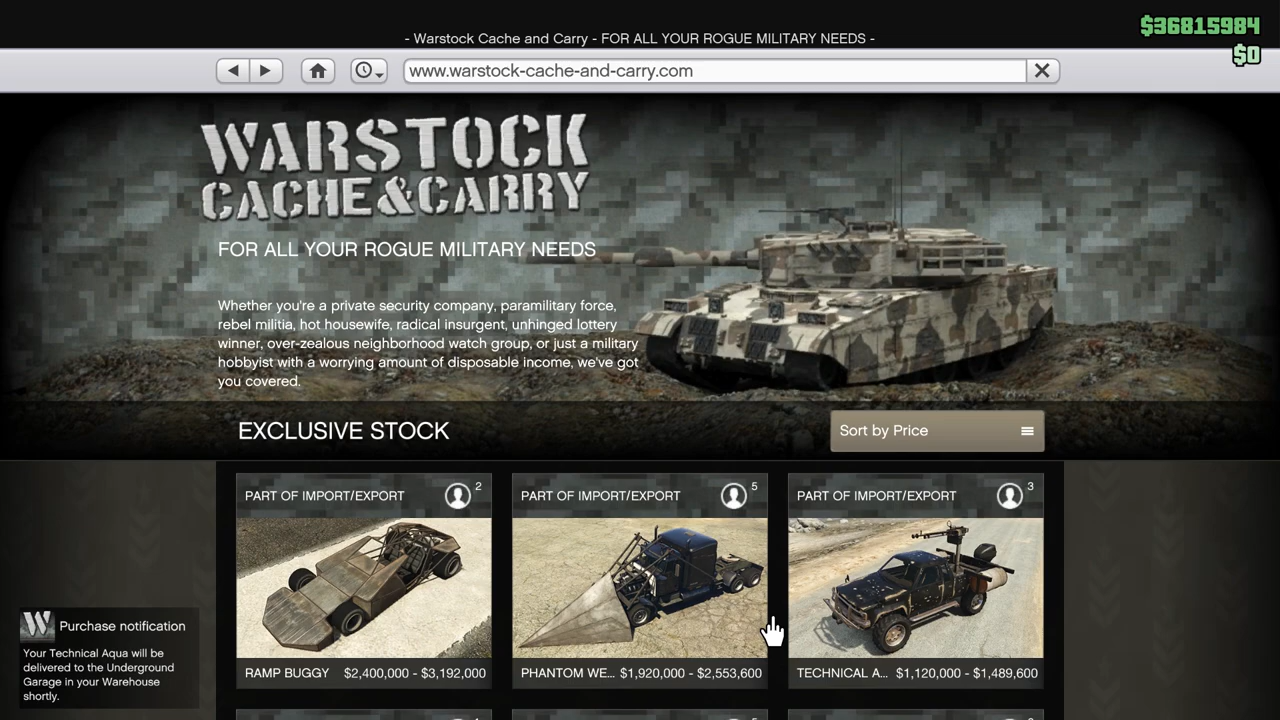 - Warstock Cache and Carry - FOR ALL YOUR ROGUE MILITARY NEEDS -
$36815984
$0
www.warstock-cache-and-carry.com
WARSTOCK
CACHE&CARRY
FOR ALL YOUR ROGUE MILITARY NEEDS
Whether you're a private security company, paramilitary force,
rebel militia, hot housewife, radical insurgent, unhinged lottery
winner, over-zealous neighborhood watch group, or just a military
hobbyist with a worrying amount of disposable income, we've got
you covered.
EXCLUSIVE STOCK
Sort by Price
PART OF IMPORT/EXPORT 2
PART OF IMPORT/EXPORT 5
PART OF IMPORT/EXPORT 3
RAMP BUGGY $2,400,000 - $3,192,000
PHANTOM WE... $1,920,000 - $2,553,600
TECHNICAL A... $1,120,000 - $1,489,600
W Purchase notification
Your Technical Aqua will be
delivered to the Underground
Garage in your Warehouse
shortly.